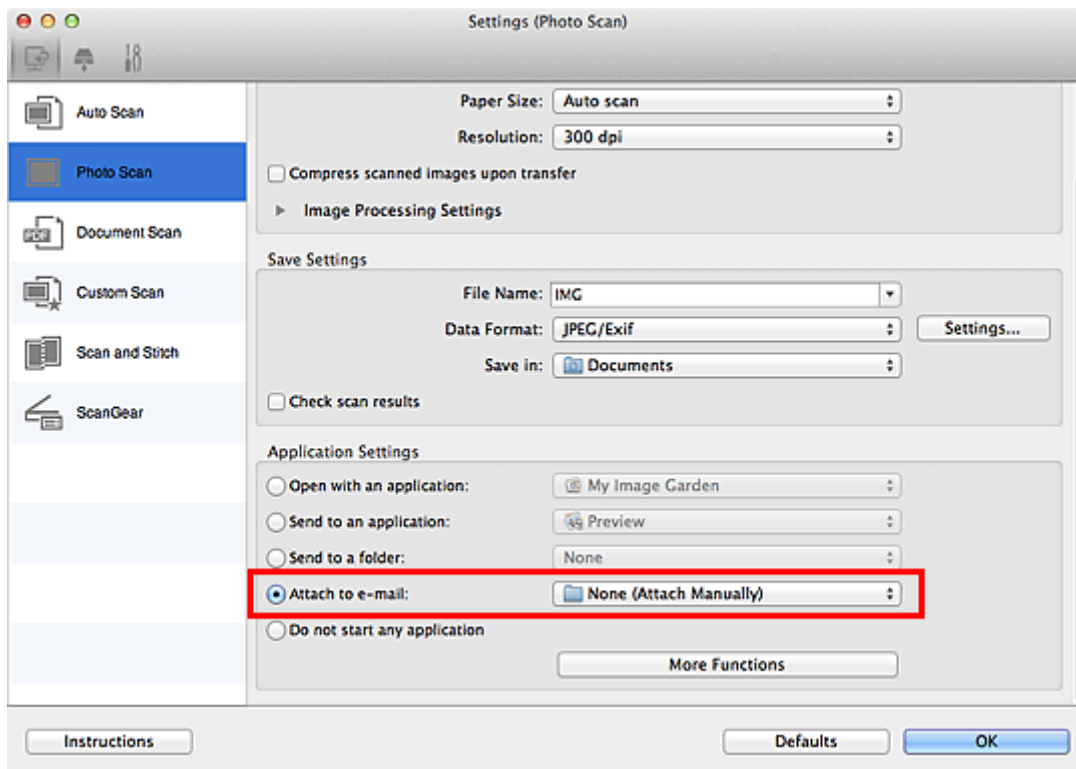 Settings (Photo Scan)
Auto Scan
Photo Scan
PDF
Document Scan
Custom Scan
Scan and Stitch
ScanGear
Paper Size: Auto scan
Resolution: 300 dpi
Compress scanned images upon transfer
Image Processing Settings
Save Settings
File Name: IMG
Data Format: JPEG/Exif Settings...
Save in: Documents
Check scan results
Application Settings
Open with an application: My Image Garden
Send to an application: Preview
Send to a folder: None
Attach to e-mail: None (Attach Manually)
Do not start any application
More Functions
Instructions Defaults OK